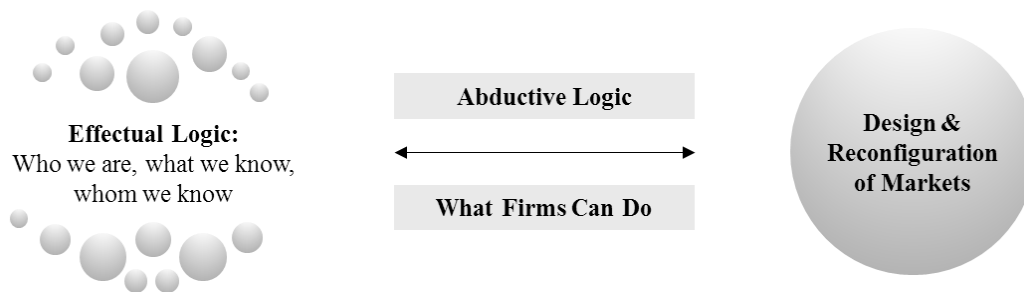 Effectual Logic:
Who we are, what we know,
whom we know
Abductive Logic
What Firms Can Do
Design &
Reconfiguration
of Markets